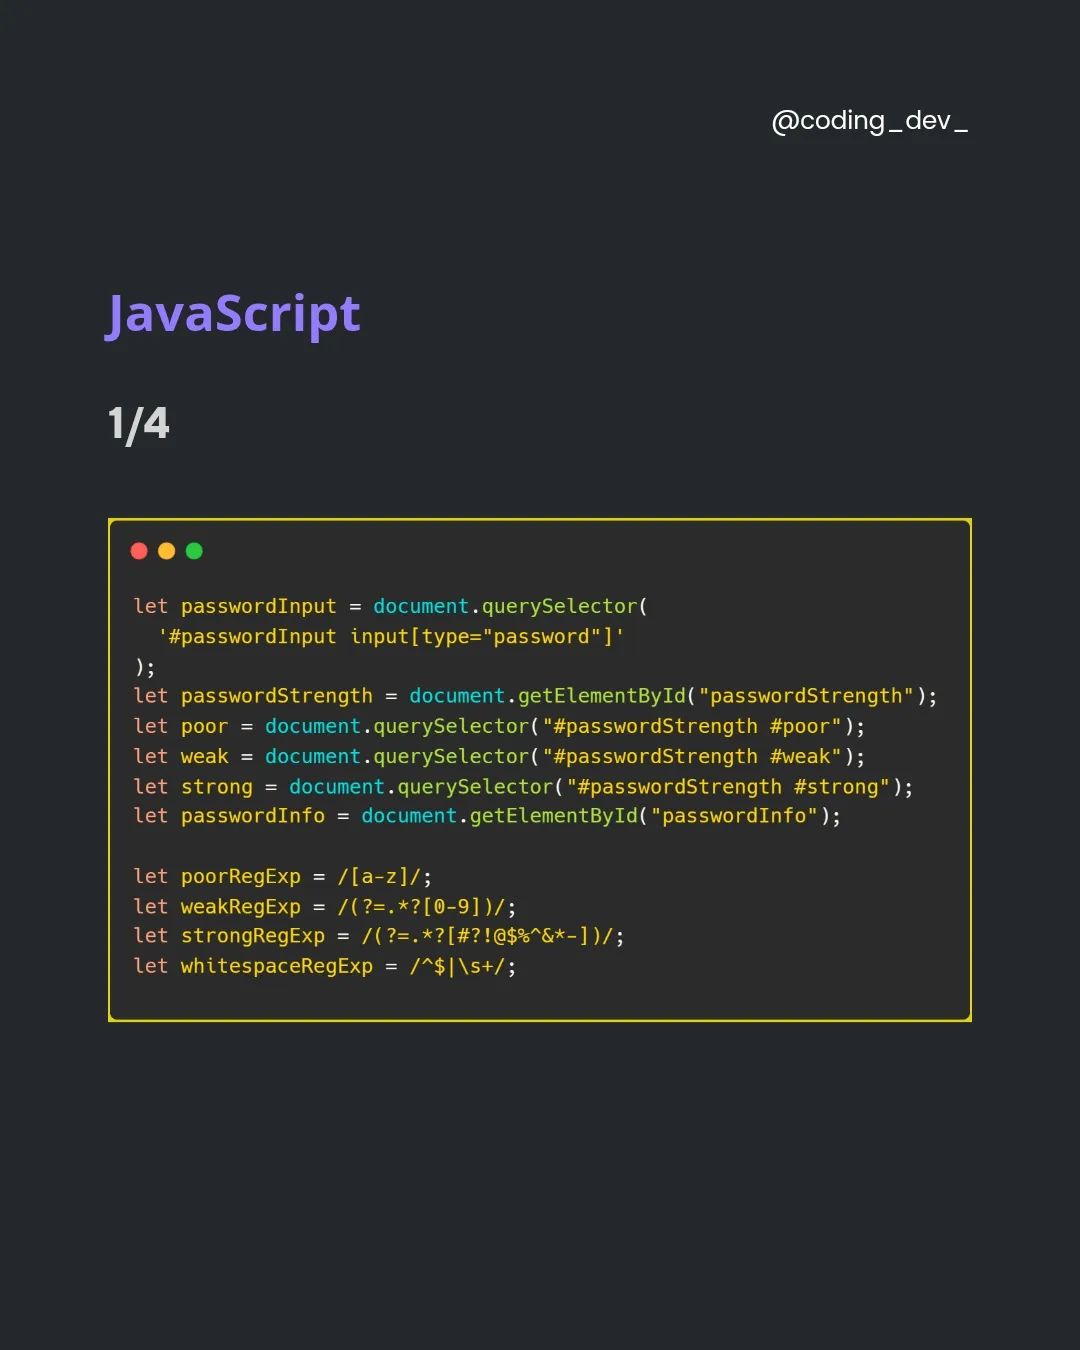 @coding_dev_
JavaScript
1/4
let passwordInput = document.querySelector(
  '#passwordInput input[type="password"]'
);
let passwordStrength = document.getElementById("passwordStrength");
let poor = document.querySelector("#passwordStrength #poor");
let weak = document.querySelector("#passwordStrength #weak");
let strong = document.querySelector("#passwordStrength #strong");
let passwordInfo = document.getElementById("passwordInfo");

let poorRegExp = /[a-z]/;
let weakRegExp = /(?=.*?[0-9])/;
let strongRegExp = /(?=.*?[#?!@$%^&*-])/;
let whitespaceRegExp = /^$|\s+/;